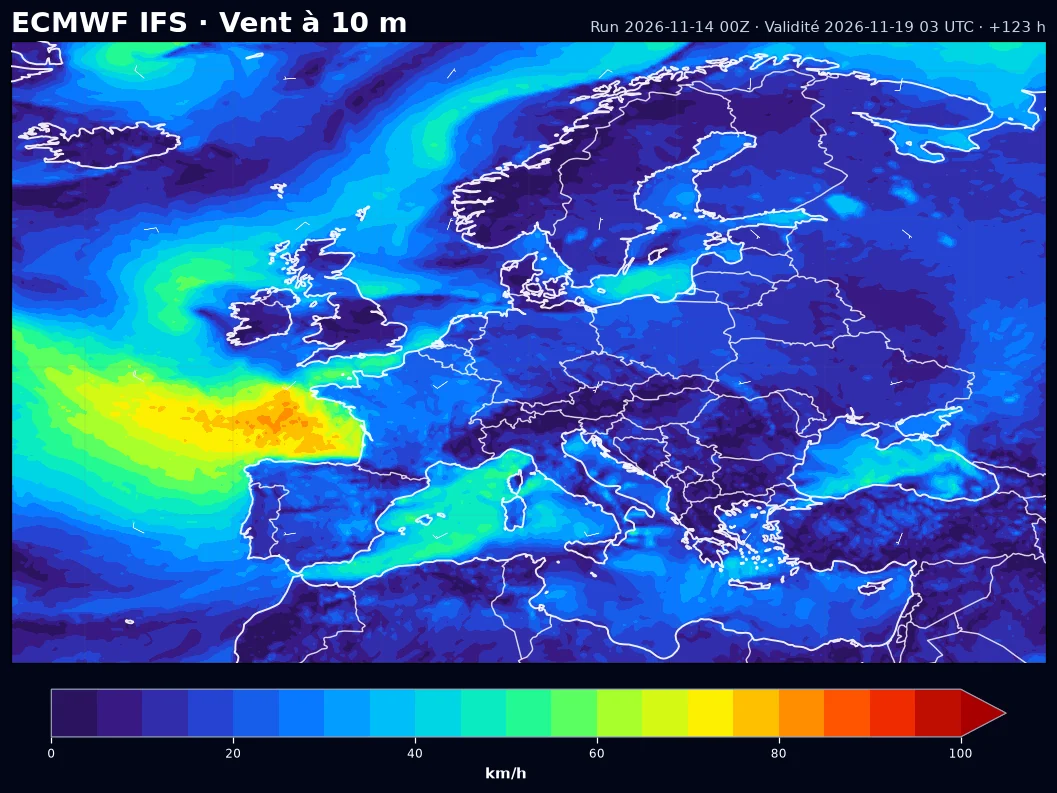 ECMWF IFS · Vent à 10 m
Run 2026-11-14 00Z · Validité 2026-11-19 03 UTC · +123 h
0 20 40 60 80 100
km/h